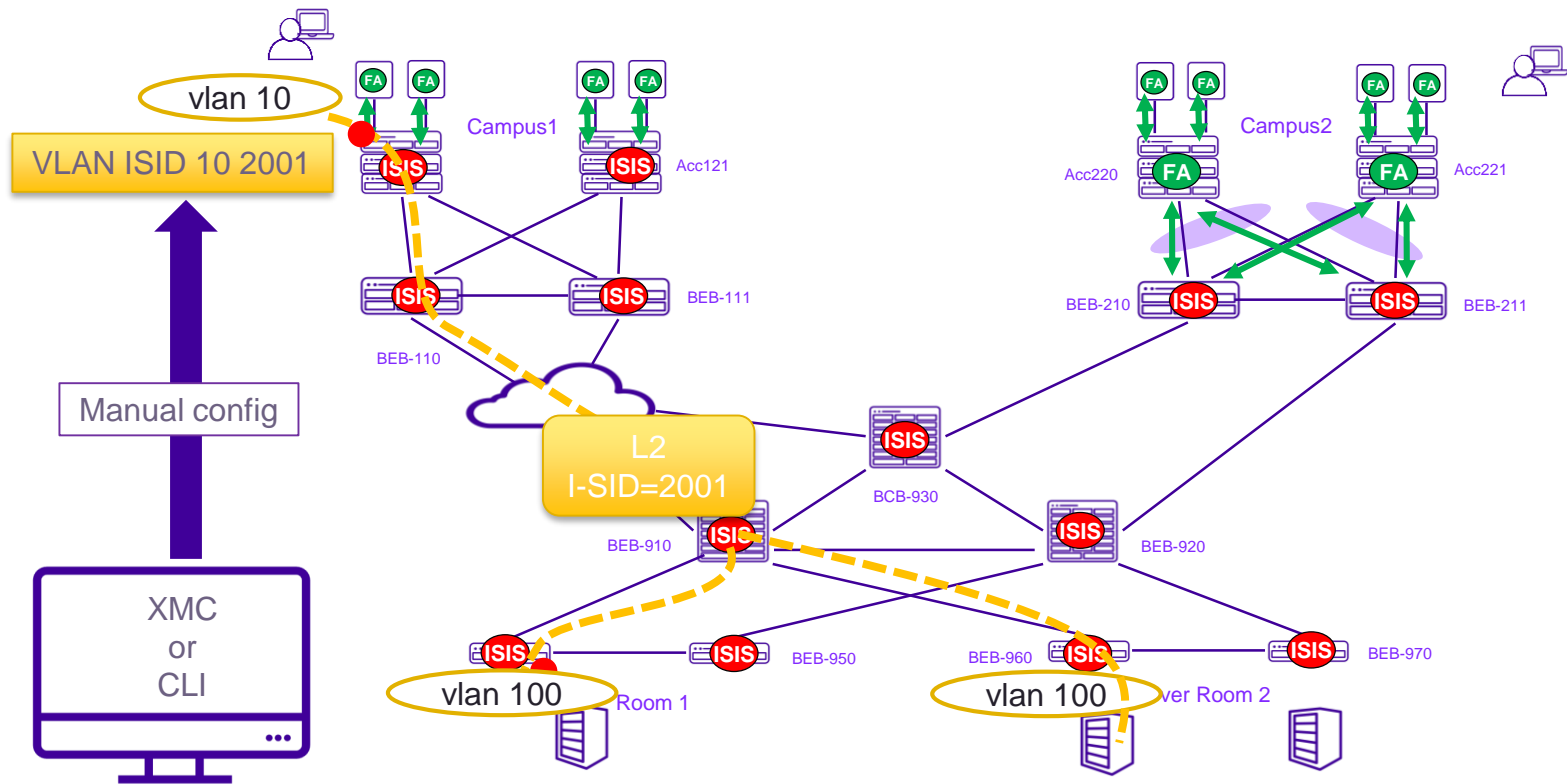 FA
FA
FA
FA
FA
FA
FA
FA
vlan 10
Campus1
Campus2
VLAN ISID 10 2001
ISIS
ISIS
Acc121
Acc220
FA
FA
Acc221
ISIS
ISIS
BEB-111
BEB-210
ISIS
ISIS
BEB-211
BEB-110
Manual config
L2
I-SID=2001
ISIS
BCB-930
BEB-910
ISIS
ISIS
BEB-920
XMC
or
CLI
ISIS
ISIS
BEB-950
BEB-960
ISIS
ISIS
BEB-970
vlan 100
Room 1
vlan 100
ver Room 2